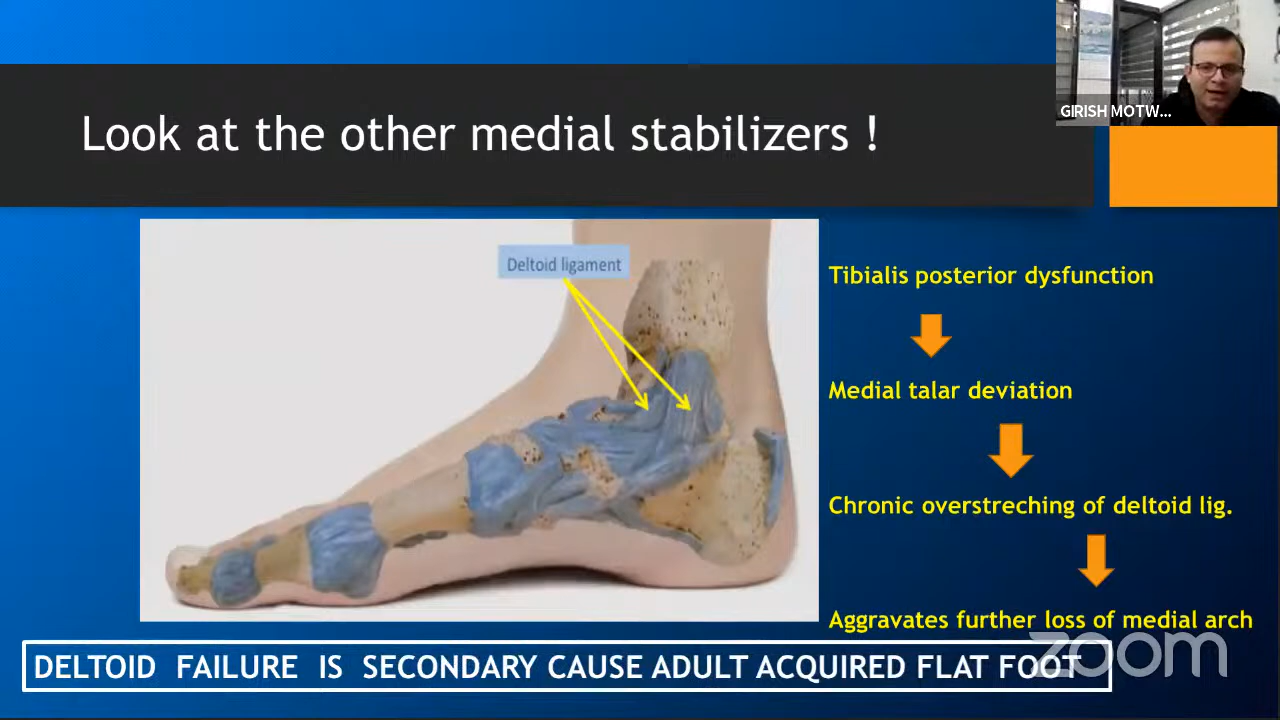 GIRISH MOTW...
Look at the other medial stabilizers !
Deltoid ligament
Tibialis posterior dysfunction
Medial talar deviation
Chronic overstreching of deltoid lig.
Aggravates further loss of medial arch
DELTOID FAILURE IS SECONDARY CAUSE ADULT ACQUIRED FLAT FOOT
zoom